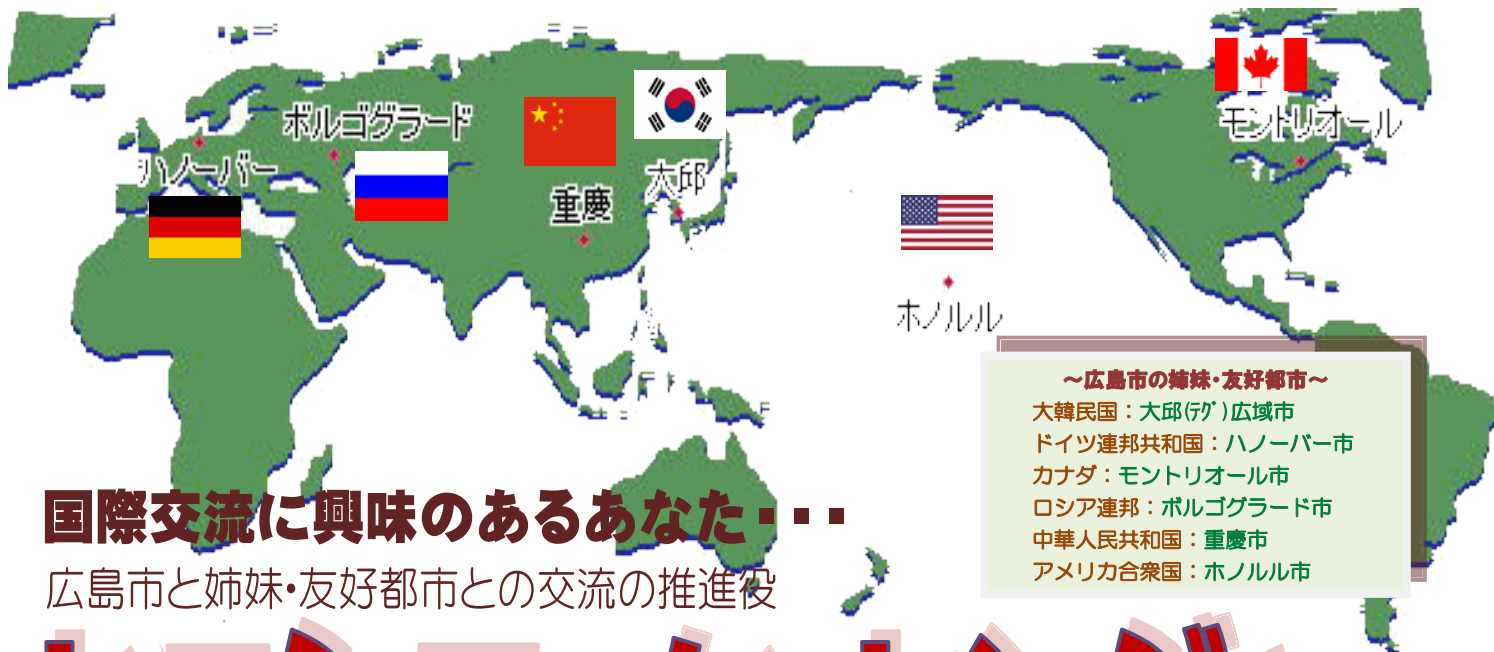 ボルゴグラード
モントリオール
ハノーバー
大邱
重慶
ホノルル
～広島市の姉妹・友好都市～
大韓民国：大邱(ﾃｸﾞ)広域市
ドイツ連邦共和国：ハノーバー市
カナダ：モントリオール市
ロシア連邦：ボルゴグラード市
中華人民共和国：重慶市
アメリカ合衆国：ホノルル市
国際交流に興味のあるあなた・・・
広島市と姉妹・友好都市との交流の推進役